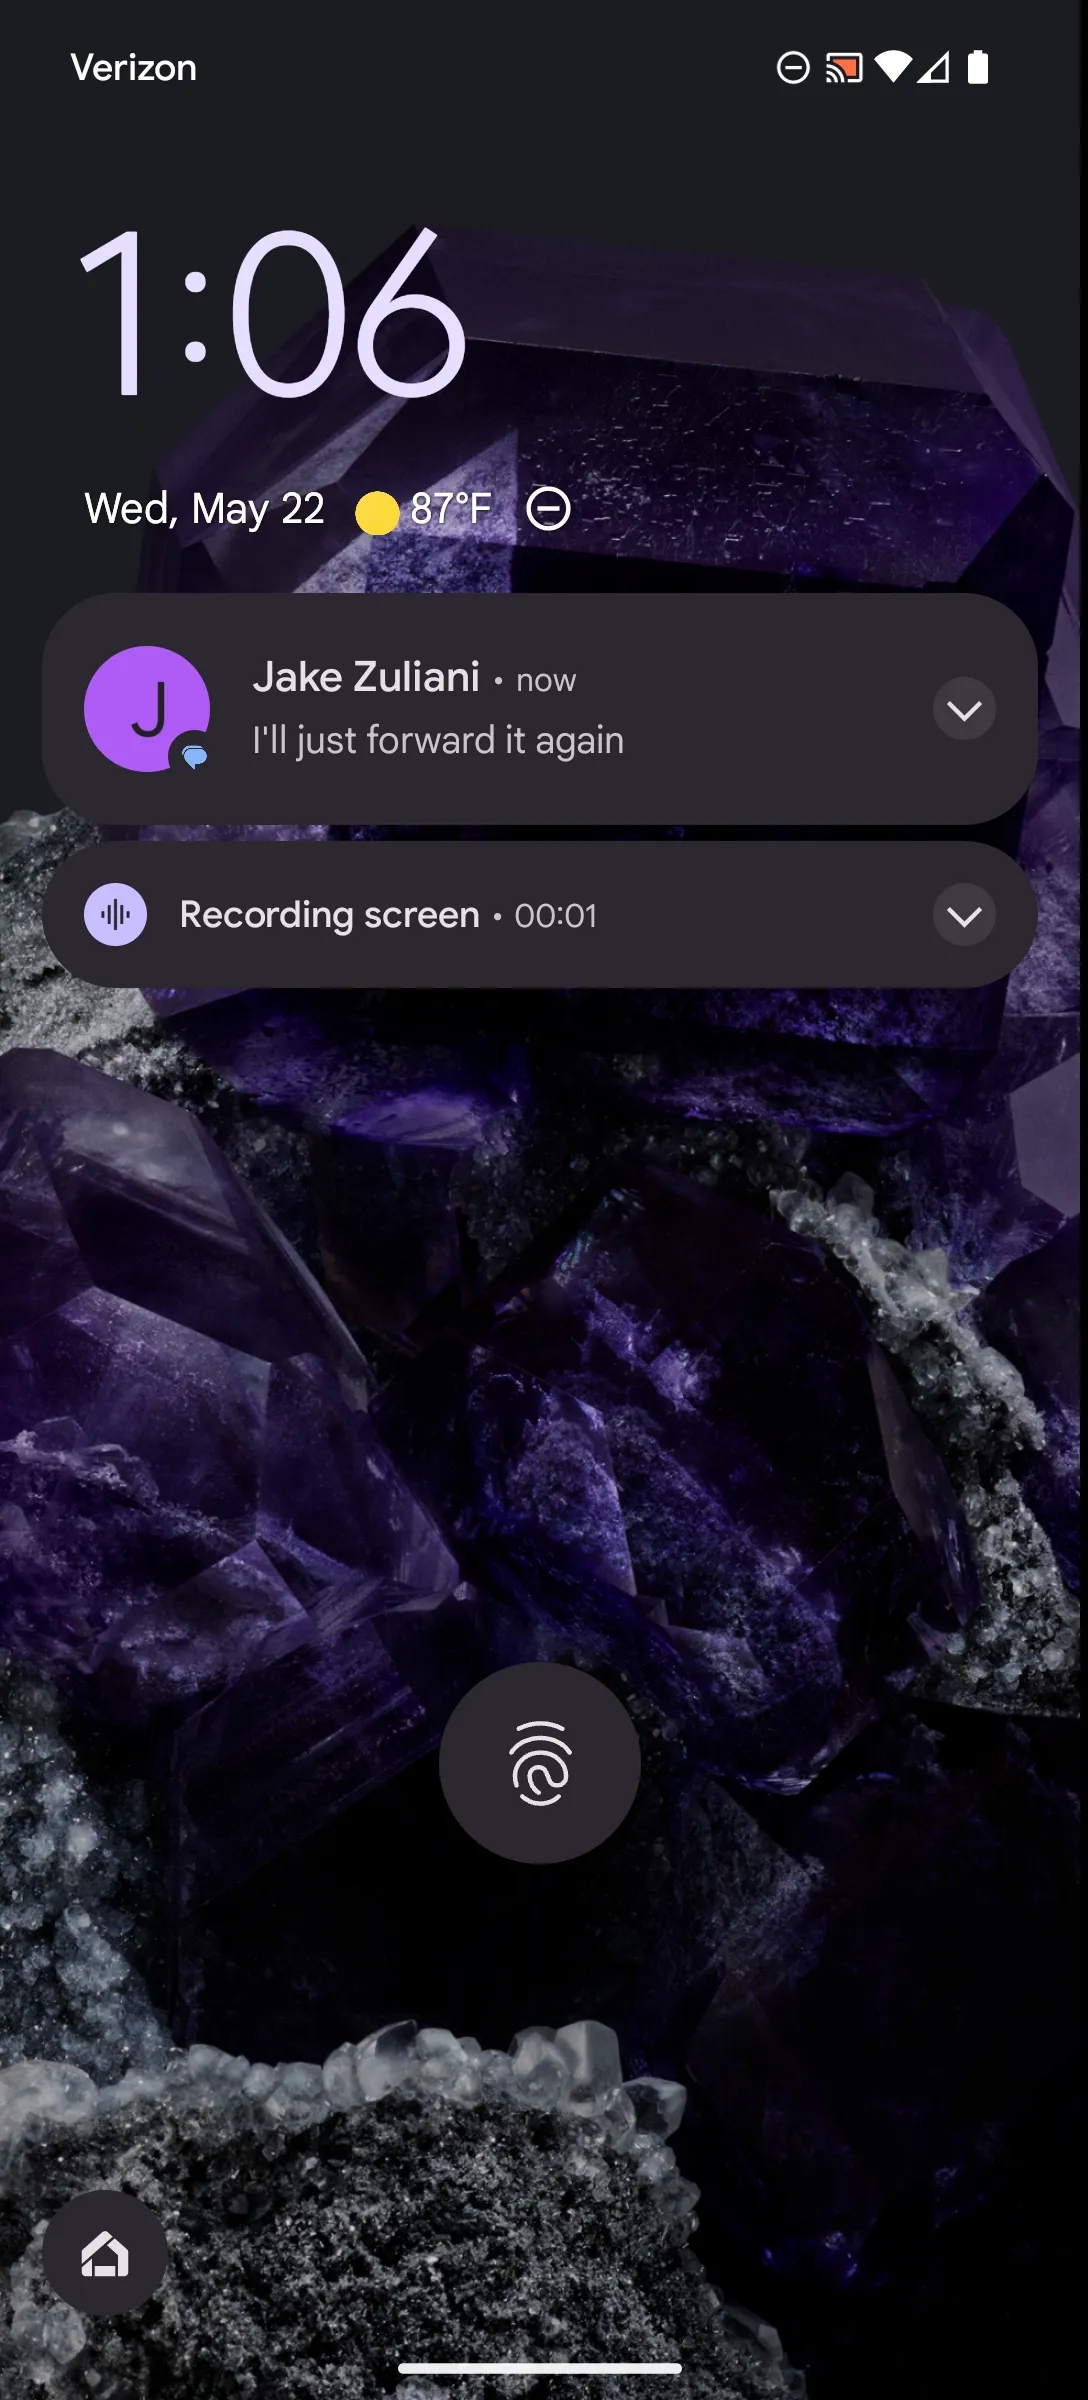 Verizon
1:06
Wed, May 22 87°F
J
Jake Zuliani • now
I'll just forward it again
Recording screen • 00:01